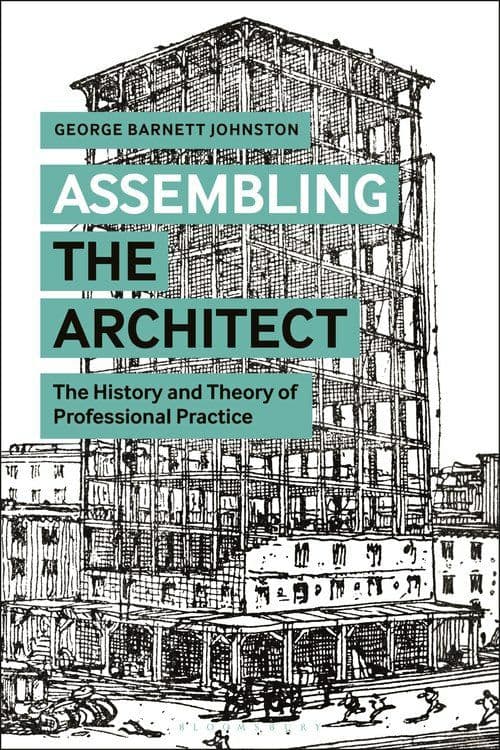 GEORGE BARNETT JOHNSTON
ASSEMBLING
THE
ARCHITECT
The History and Theory of
Professional Practice
BLOOMSBURY